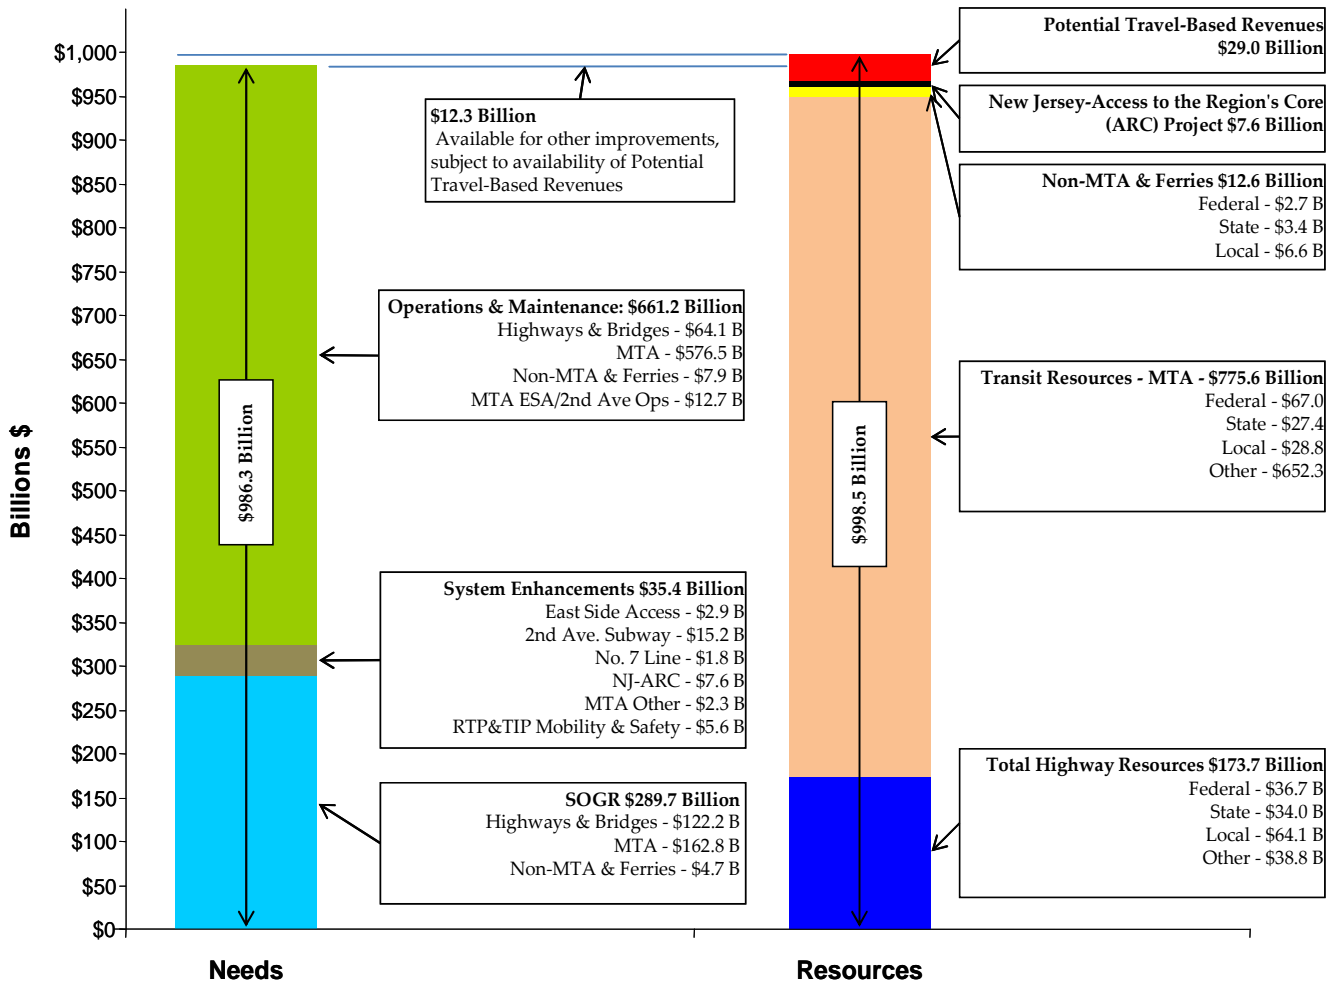 Billions $
$1,000
$950
$900
$850
$800
$750
$700
$650
$600
$550
$500
$450
$400
$350
$300
$250
$200
$150
$100
$50
$0
Needs
Resources
$986.3 Billion
$998.5 Billion
$12.3 Billion
Available for other improvements,
subject to availability of Potential
Travel-Based Revenues
Operations & Maintenance: $661.2 Billion
Highways & Bridges - $64.1 B
MTA - $576.5 B
Non-MTA & Ferries - $7.9 B
MTA ESA/2nd Ave Ops - $12.7 B
System Enhancements $35.4 Billion
East Side Access - $2.9 B
2nd Ave. Subway - $15.2 B
No. 7 Line - $1.8 B
NJ-ARC - $7.6 B
MTA Other - $2.3 B
RTP&TIP Mobility & Safety - $5.6 B
SOGR $289.7 Billion
Highways & Bridges - $122.2 B
MTA - $162.8 B
Non-MTA & Ferries - $4.7 B
Potential Travel-Based Revenues
$29.0 Billion
New Jersey-Access to the Region's Core
(ARC) Project $7.6 Billion
Non-MTA & Ferries $12.6 Billion
Federal - $2.7 B
State - $3.4 B
Local - $6.6 B
Transit Resources - MTA - $775.6 Billion
Federal - $67.0
State - $27.4
Local - $28.8
Other - $652.3
Total Highway Resources $173.7 Billion
Federal - $36.7 B
State - $34.0 B
Local - $64.1 B
Other - $38.8 B